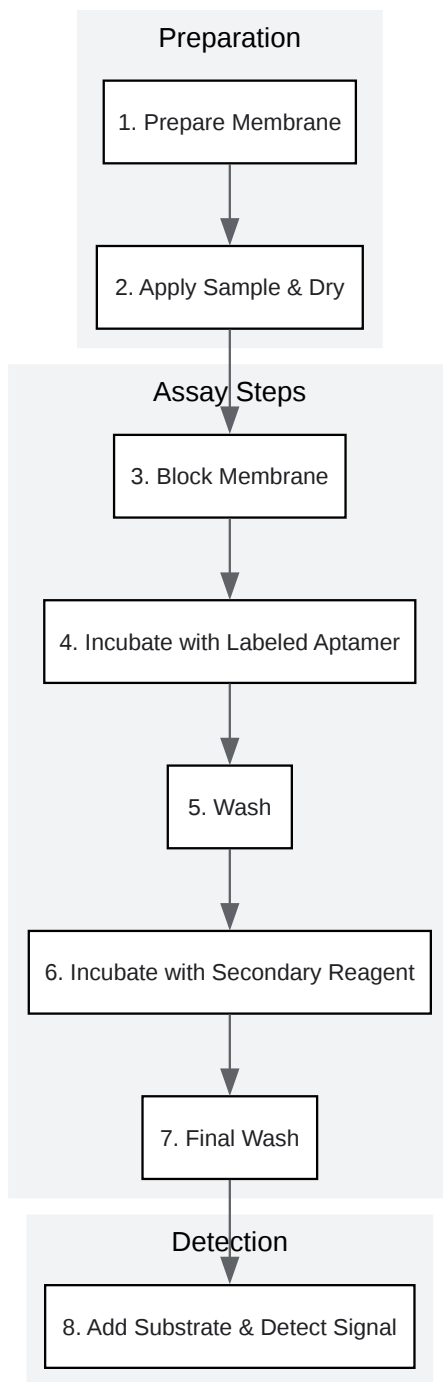 Preparation
1. Prepare Membrane
2. Apply Sample & Dry
Assay Steps
3. Block Membrane
4. Incubate with Labeled Aptamer
5. Wash
6. Incubate with Secondary Reagent
7. Final Wash
Detection
8. Add Substrate & Detect Signal